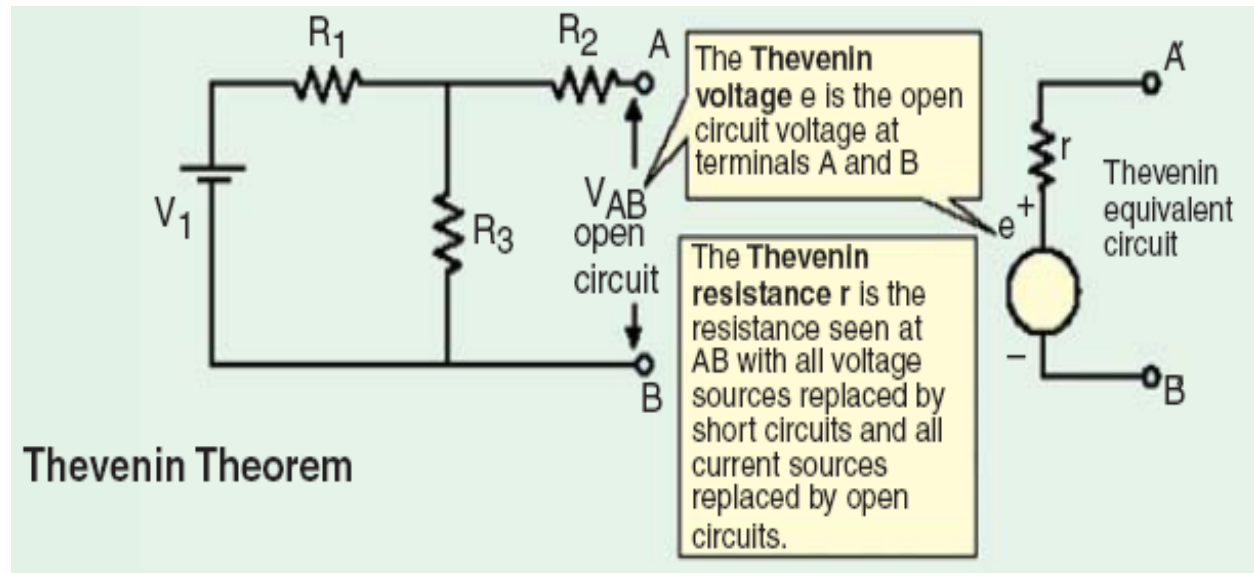 R1
R2
A
V1
R3
VAB
open
circuit
B
The Thevenin
voltage e is the open
circuit voltage at
terminals A and B
The Thevenin
resistance r is the
resistance seen at
AB with all voltage
sources replaced by
short circuits and all
current sources
replaced by open
circuits.
A'
r
Thevenin
equivalent
circuit
e
+
–
B
Thevenin Theorem